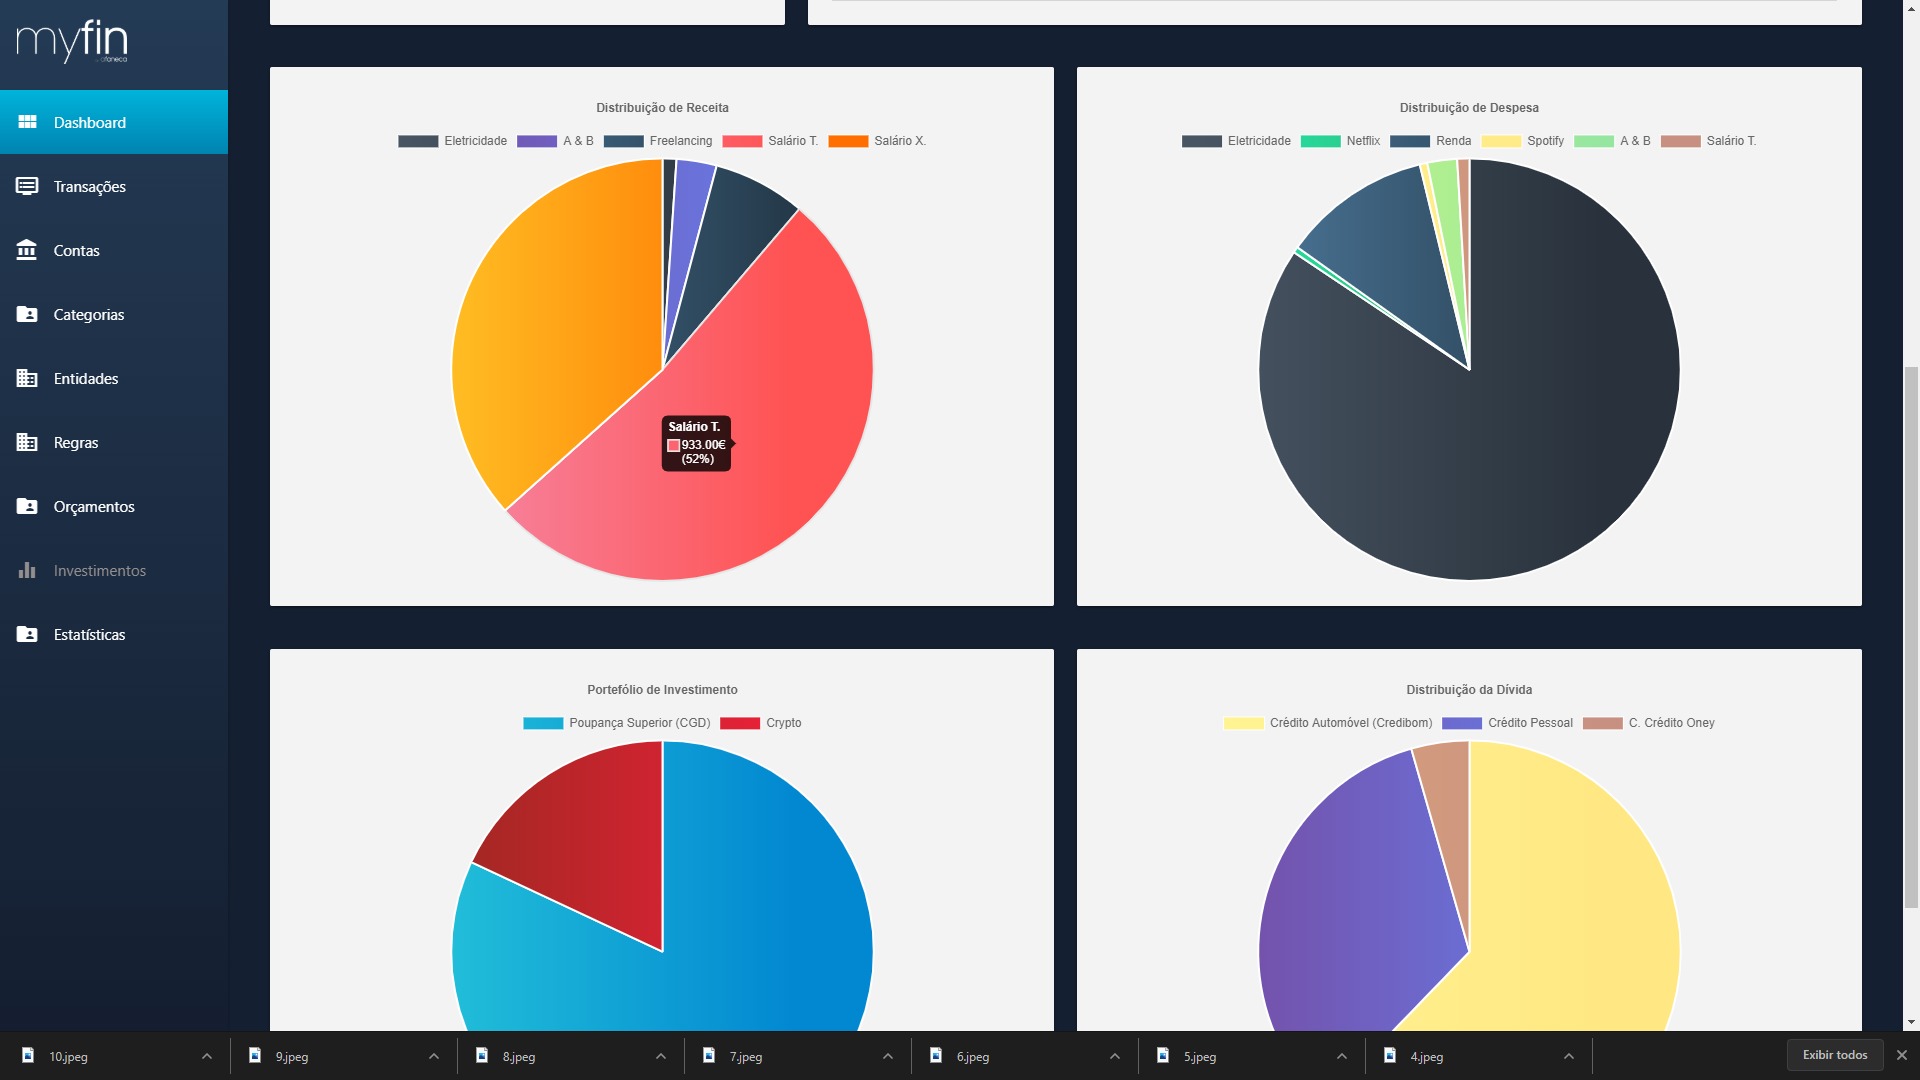 myfin
afaneca
Dashboard
Transações
Contas
Categorias
Entidades
Regras
Orçamentos
Investimentos
Estatísticas
Distribuição de Receita
Eletricidade A & B Freelancing Salário T. Salário X.
Salário T.
933.00€
(52%)
Distribuição de Despesa
Eletricidade Netflix Renda Spotify A & B Salário T.
Portefólio de Investimento
Poupança Superior (CGD) Crypto
Distribuição da Dívida
Crédito Automóvel (Credibom) Crédito Pessoal C. Crédito Oney
10.jpeg 9.jpeg 8.jpeg 7.jpeg 6.jpeg 5.jpeg 4.jpeg Exibir todos